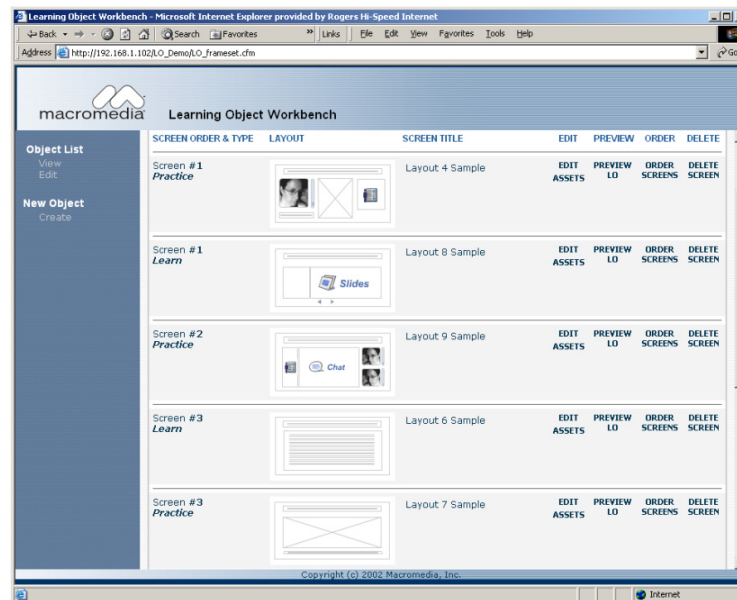 Learning Object Workbench - Microsoft Internet Explorer provided by Rogers Hi-Speed Internet
Back Search Favorites » Links File Edit View Favorites Tools Help
Address http://192.168.1.102/LO_Demo/LO_frameset.cfm Go
macromedia Learning Object Workbench
SCREEN ORDER & TYPE LAYOUT SCREEN TITLE EDIT PREVIEW ORDER DELETE
Object List
View
Edit
New Object
Create
Screen #1 Layout 4 Sample EDIT PREVIEW ORDER DELETE
Practice ASSETS LO SCREENS SCREEN
Screen #1 Layout 8 Sample EDIT PREVIEW ORDER DELETE
Learn ASSETS LO SCREENS SCREEN
Slides
Screen #2 Layout 9 Sample EDIT PREVIEW ORDER DELETE
Practice ASSETS LO SCREENS SCREEN
Chat
Screen #3 Layout 6 Sample EDIT PREVIEW ORDER DELETE
Learn ASSETS LO SCREENS SCREEN
Screen #3 Layout 7 Sample EDIT PREVIEW ORDER DELETE
Practice ASSETS LO SCREENS SCREEN
Copyright (c) 2002 Macromedia, Inc.
Internet